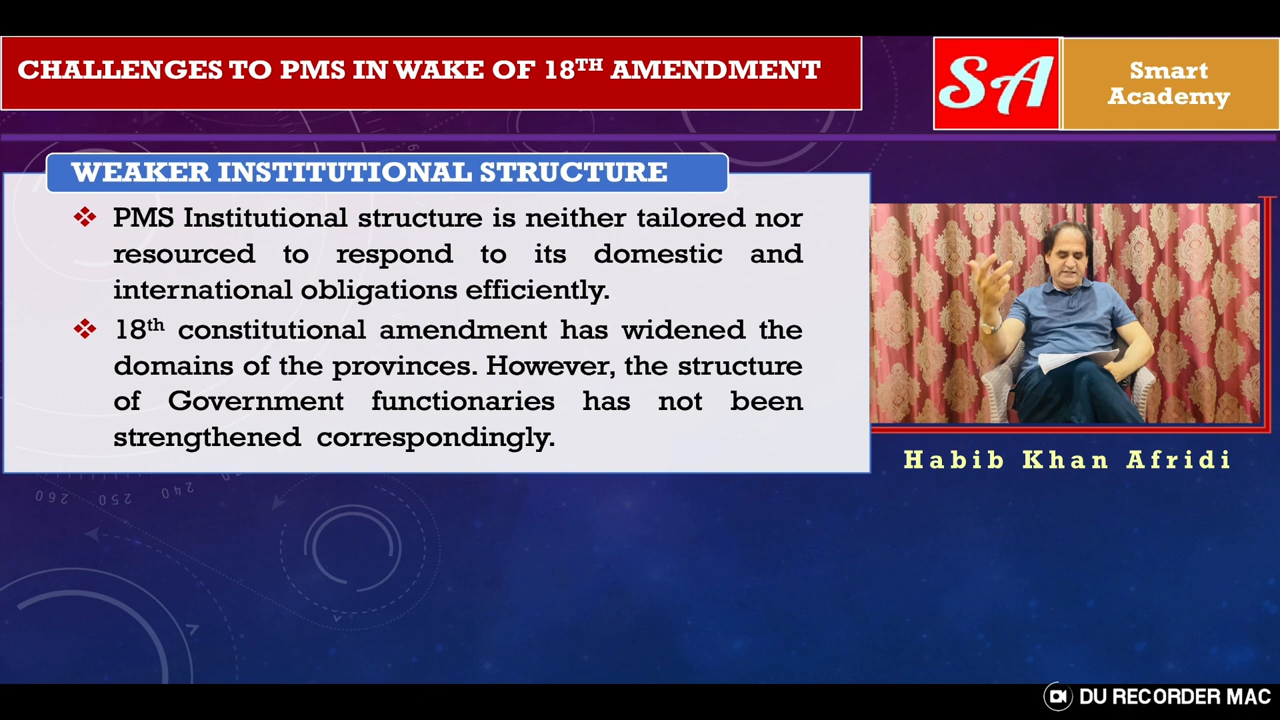 CHALLENGES TO PMS IN WAKE OF 18TH AMENDMENT
SA
Smart
Academy
WEAKER INSTITUTIONAL STRUCTURE
❖ PMS Institutional structure is neither tailored nor
resourced to respond to its domestic and
international obligations efficiently.
❖ 18th constitutional amendment has widened the
domains of the provinces. However, the structure
of Government functionaries has not been
strengthened correspondingly.
Habib Khan Afridi
260 250 240
DU RECORDER MAC